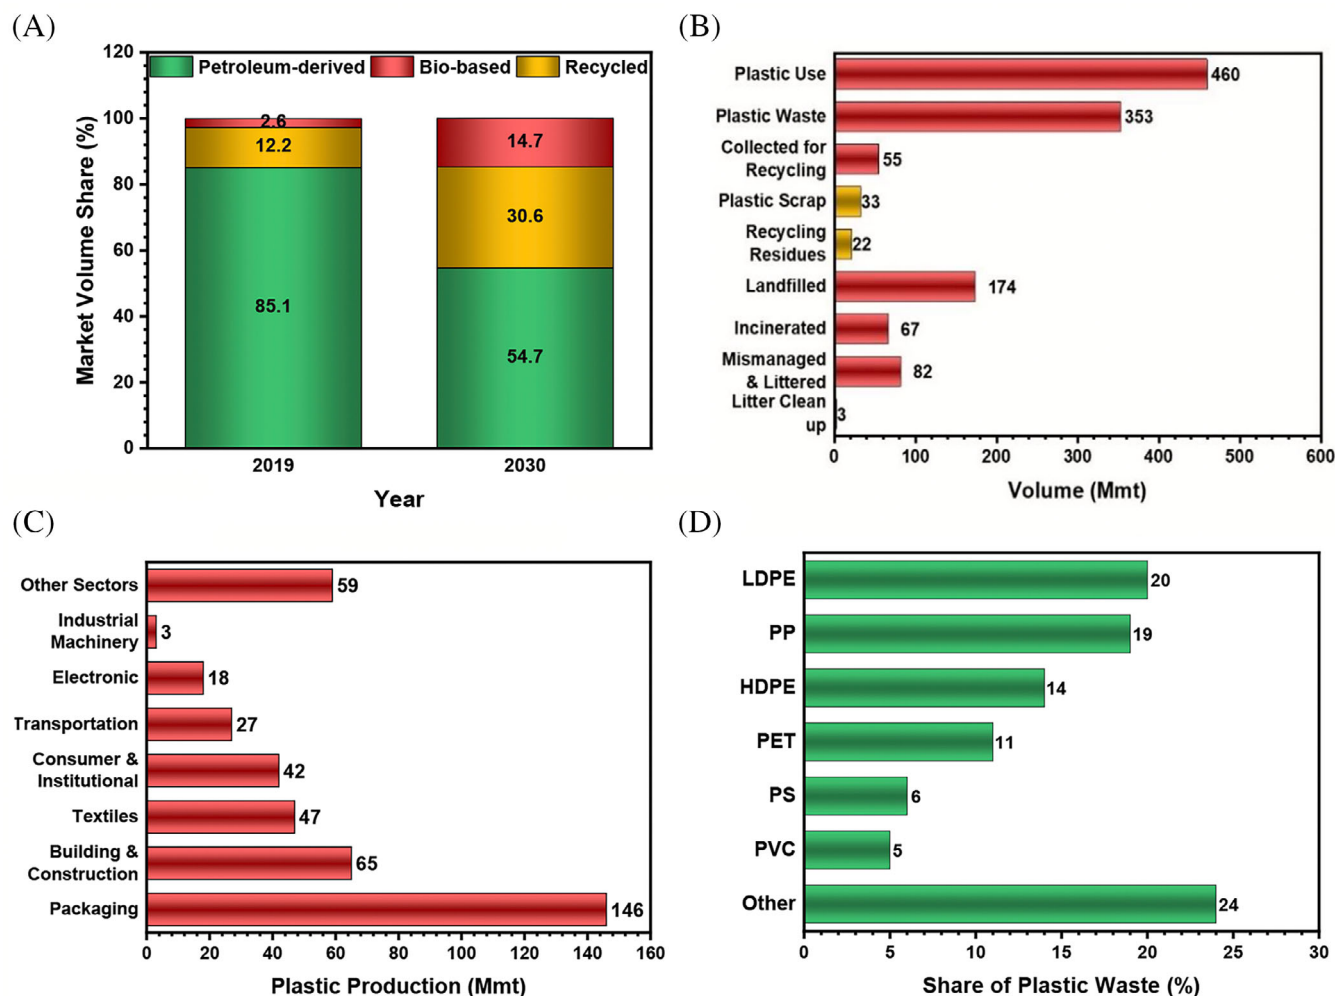 (A)
120
100
80
60
40
20
0
Market Volume Share (%)
Petroleum-derived Bio-based Recycled
2.6
12.2
85.1
14.7
30.6
54.7
2019 2030
Year
(B)
Plastic Use 460
Plastic Waste 353
Collected for
Recycling 55
Plastic Scrap 33
Recycling
Residues 22
Landfilled 174
Incinerated 67
Mismanaged
& Littered 82
Litter Clean
up 3
0 100 200 300 400 500 600
Volume (Mmt)
(C)
Other Sectors 59
Industrial
Machinery 3
Electronic 18
Transportation 27
Consumer &
Institutional 42
Textiles 47
Building &
Construction 65
Packaging 146
0 20 40 60 80 100 120 140 160
Plastic Production (Mmt)
(D)
LDPE 20
PP 19
HDPE 14
PET 11
PS 6
PVC 5
Other 24
0 5 10 15 20 25 30
Share of Plastic Waste (%)